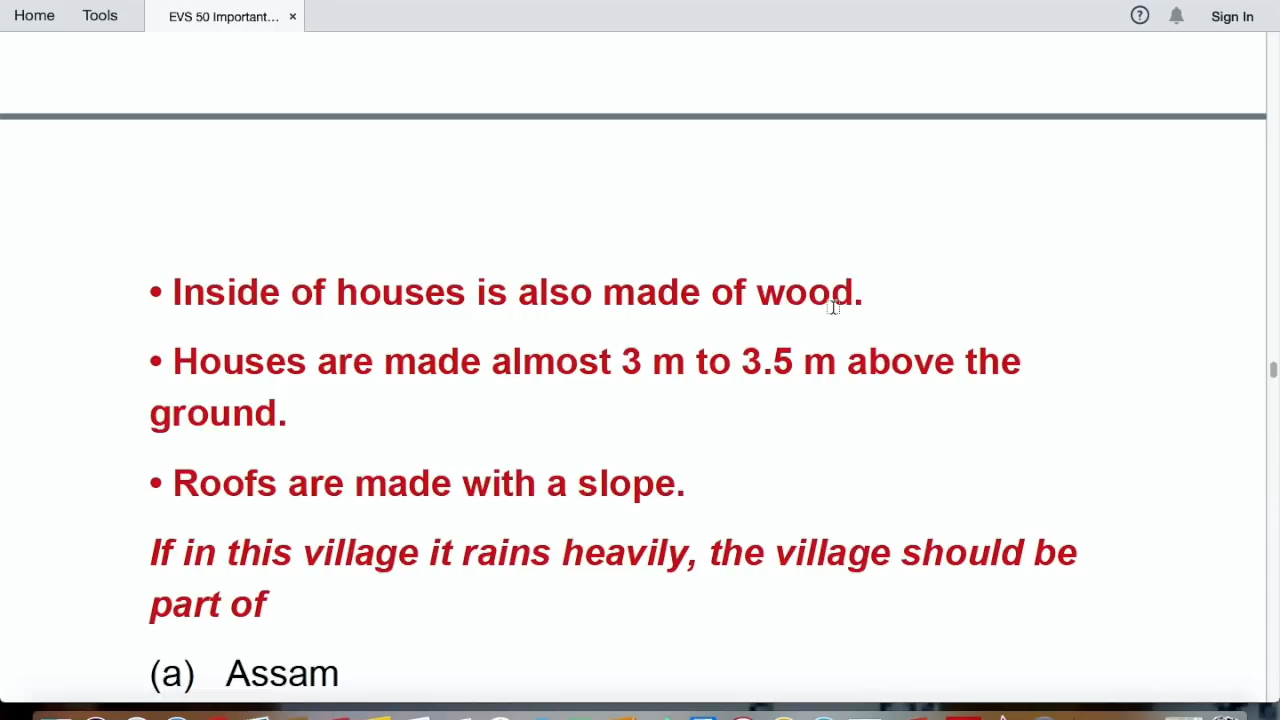 Home Tools EVS 50 Important... × ? Sign In
• Inside of houses is also made of wood.
• Houses are made almost 3 m to 3.5 m above the
ground.
• Roofs are made with a slope.
If in this village it rains heavily, the village should be
part of
(a) Assam